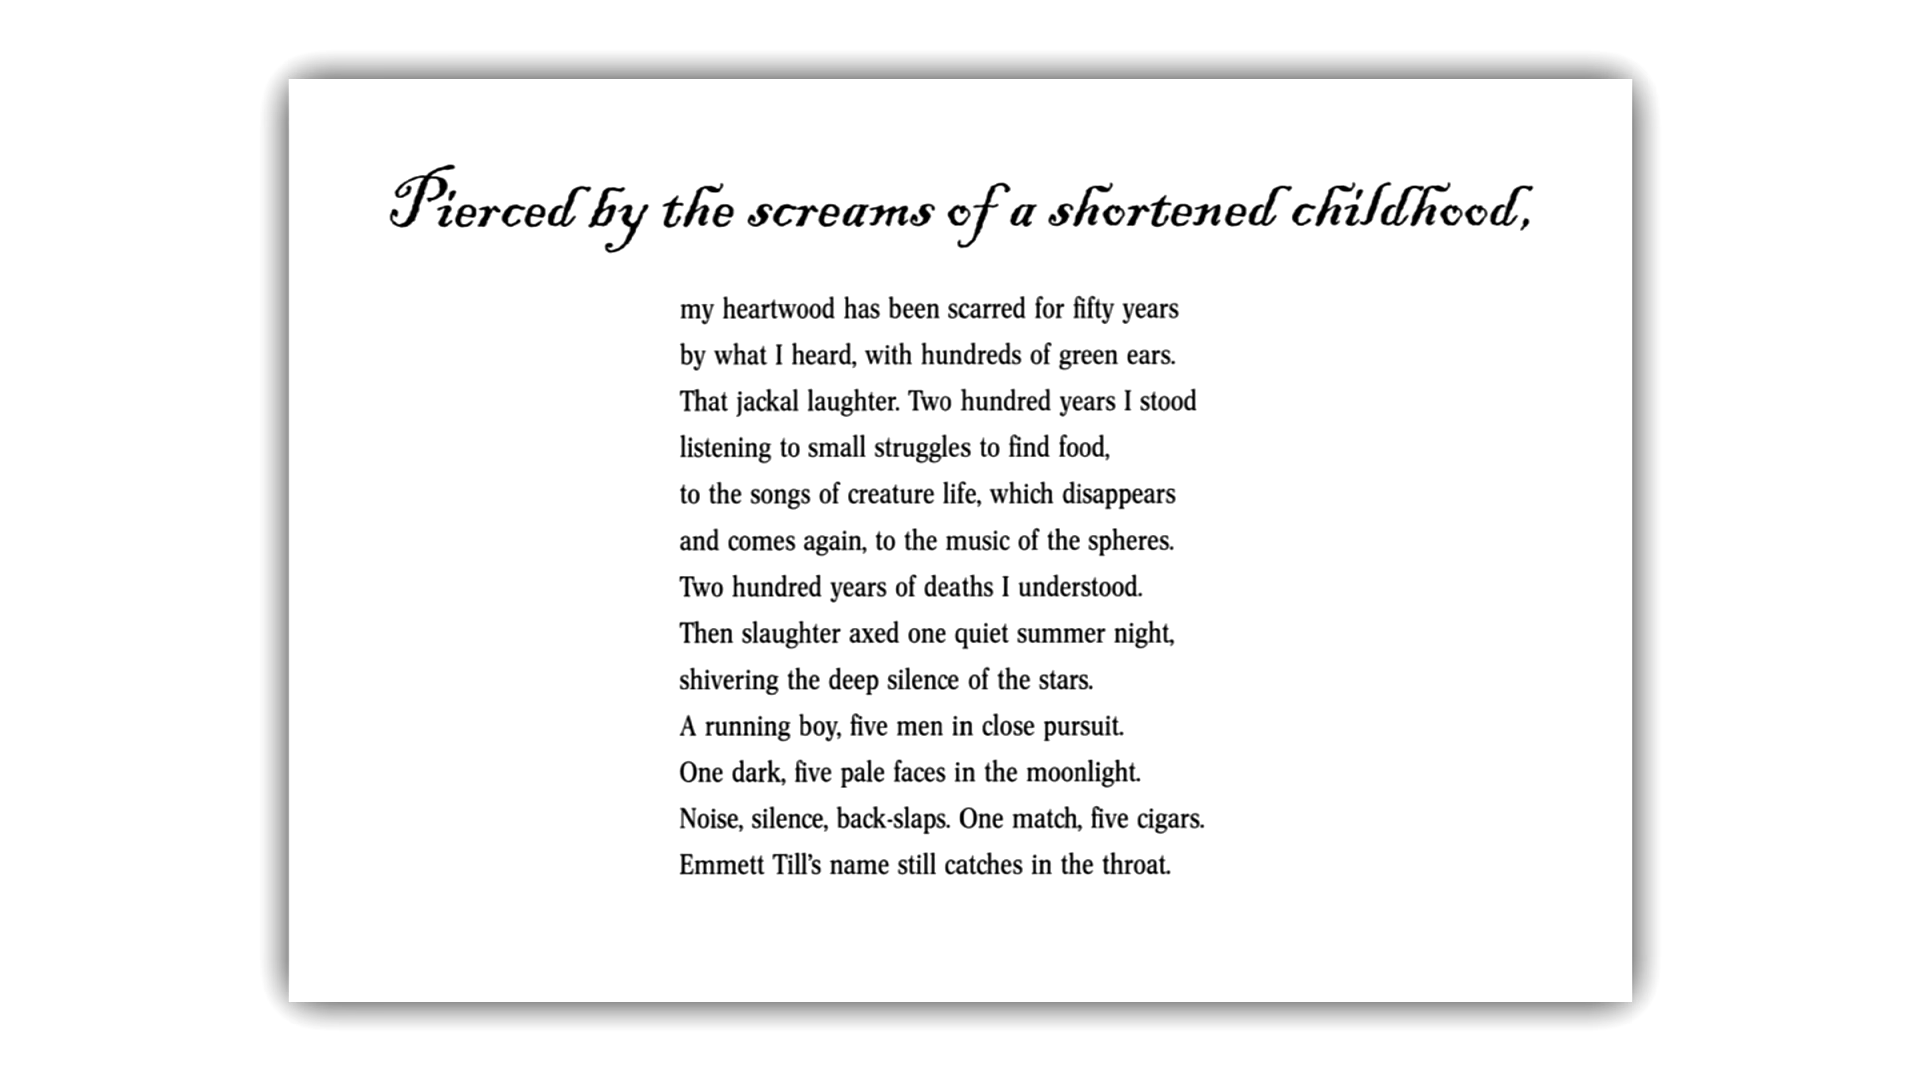 Pierced by the screams of a shortened childhood,
my heartwood has been scarred for fifty years
by what I heard, with hundreds of green ears.
That jackal laughter. Two hundred years I stood
listening to small struggles to find food,
to the songs of creature life, which disappears
and comes again, to the music of the spheres.
Two hundred years of deaths I understood.
Then slaughter axed one quiet summer night,
shivering the deep silence of the stars.
A running boy, five men in close pursuit.
One dark, five pale faces in the moonlight.
Noise, silence, back-slaps. One match, five cigars.
Emmett Till’s name still catches in the throat.